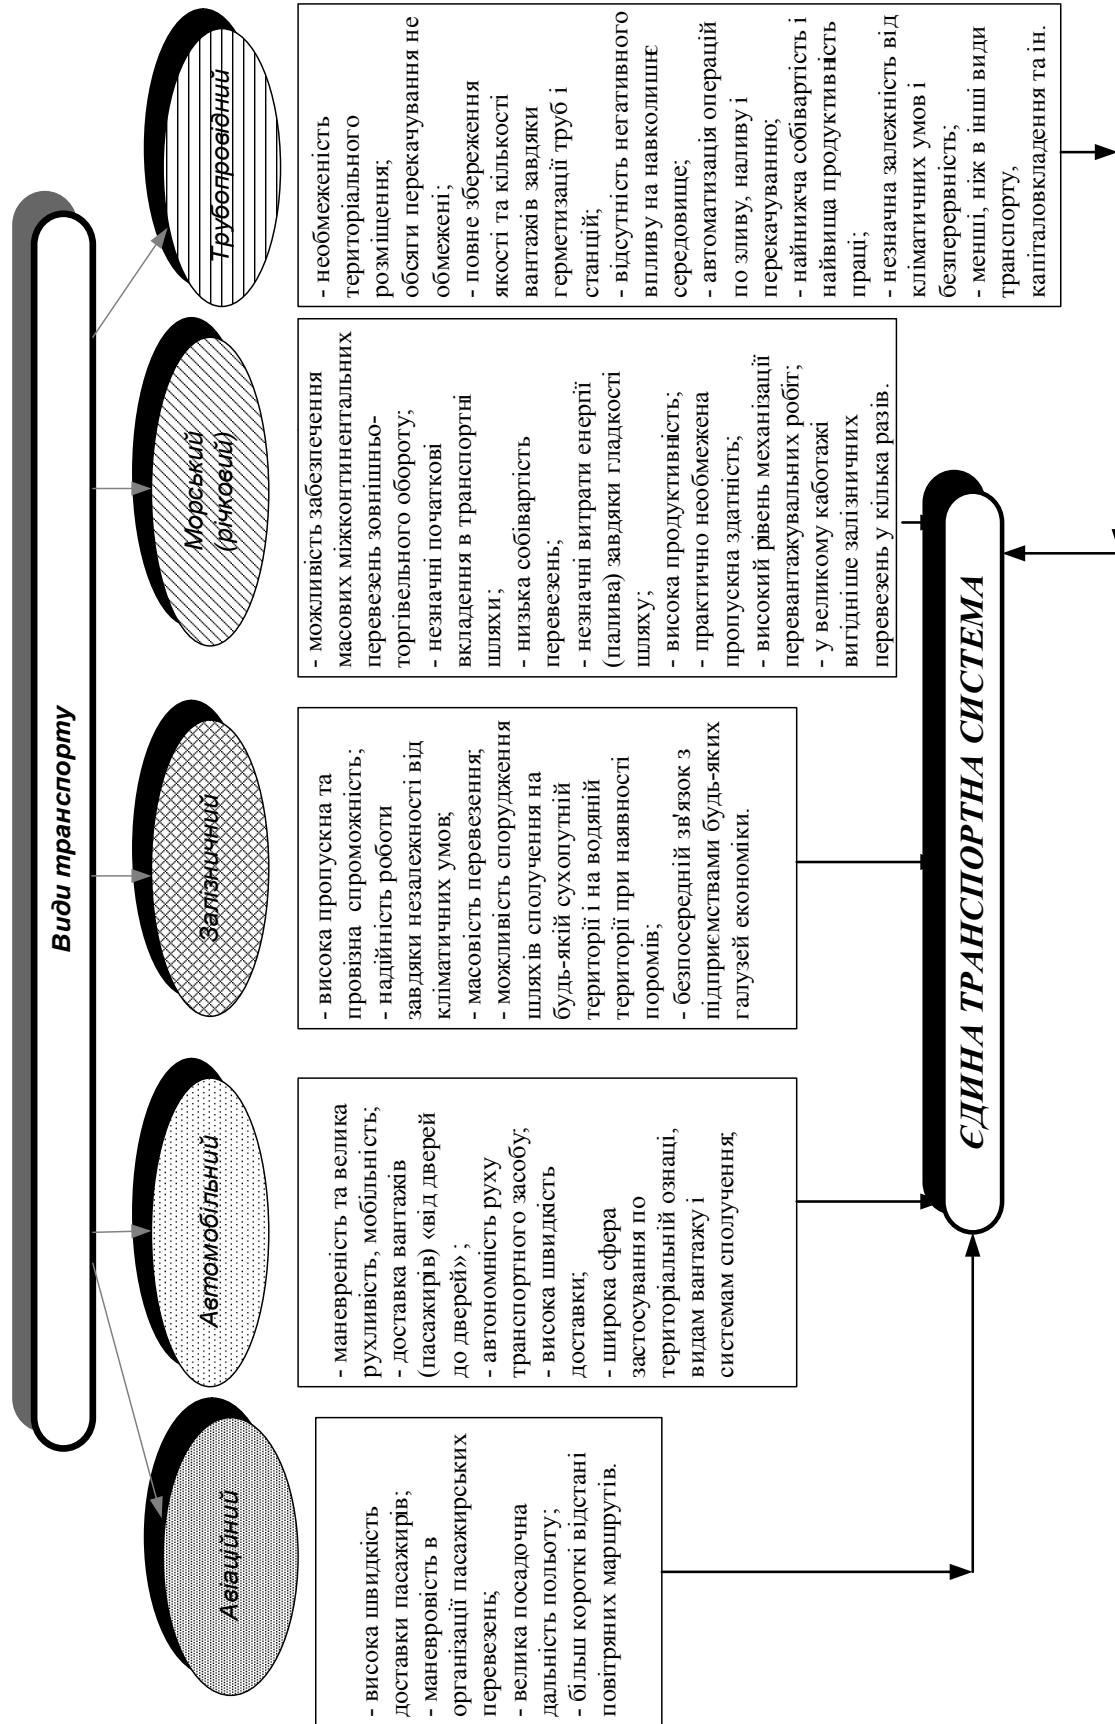 Види транспорту
Авіаційний
Автомобільний
Залізничний
Морський
(річковий)
Трубопровідний
- висока швидкість
доставки пасажирів;
- маневровість в
організації пасажирських
перевезень;
- велика посадочна
дальність польоту;
- більш короткі відстані
повітряних маршрутів.
- маневреність та велика
рухливість, мобільність;
- доставка вантажів
(пасажирів) «від дверей
до дверей» ;
- автономність руху
транспортного засобу;
- висока швидкість
доставки;
- широка сфера
застосування по
територіальній ознаці,
видам вантажу і
системам сполучення;
- висока пропускна та
провізна спроможність;
- надійність роботи
завдяки незалежності від
кліматичних умов;
- масовість перевезення;
- можливість спорудження
шляхів сполучення на
будь-якій сухопутній
території і на водяній
території при наявності
поромів;
- безпосередній зв'язок з
підприємствами будь-яких
галузей економіки.
- можливість забезпечення
масових міжконтинентальних
перевезень зовнішньо-
торгівельного обороту;
- незначні початкові
вкладення в транспортні
шляхи;
- низька собівартість
перевезень;
- незначні витрати енергії
(палива) завдяки гладкості
шляху;
- висока продуктивність;
- практично необмежена
пропускна здатність;
- високий рівень механізації
перевантажувальних робіт;
- у великому каботажі
вигідніше залізничних
перевезень у кілька разів.
- необмеженість
територіального
розміщення;
обсяги перекачування не
обмежені;
- повне збереження
якості та кількості
вантажів завдяки
герметизації труб і
станцій;
- відсутність негативного
впливу на навколишнє
середовище;
- автоматизація операцій
по зливу, наливу і
перекачуванню;
- найнижча собівартість і
найвища продуктивність
праці;
- незначна залежність від
кліматичних умов і
безперервність;
- менші, ніж в інші види
транспорту,
капіталовкладення та ін.
ЄДИНА ТРАНСПОРТНА СИСТЕМА